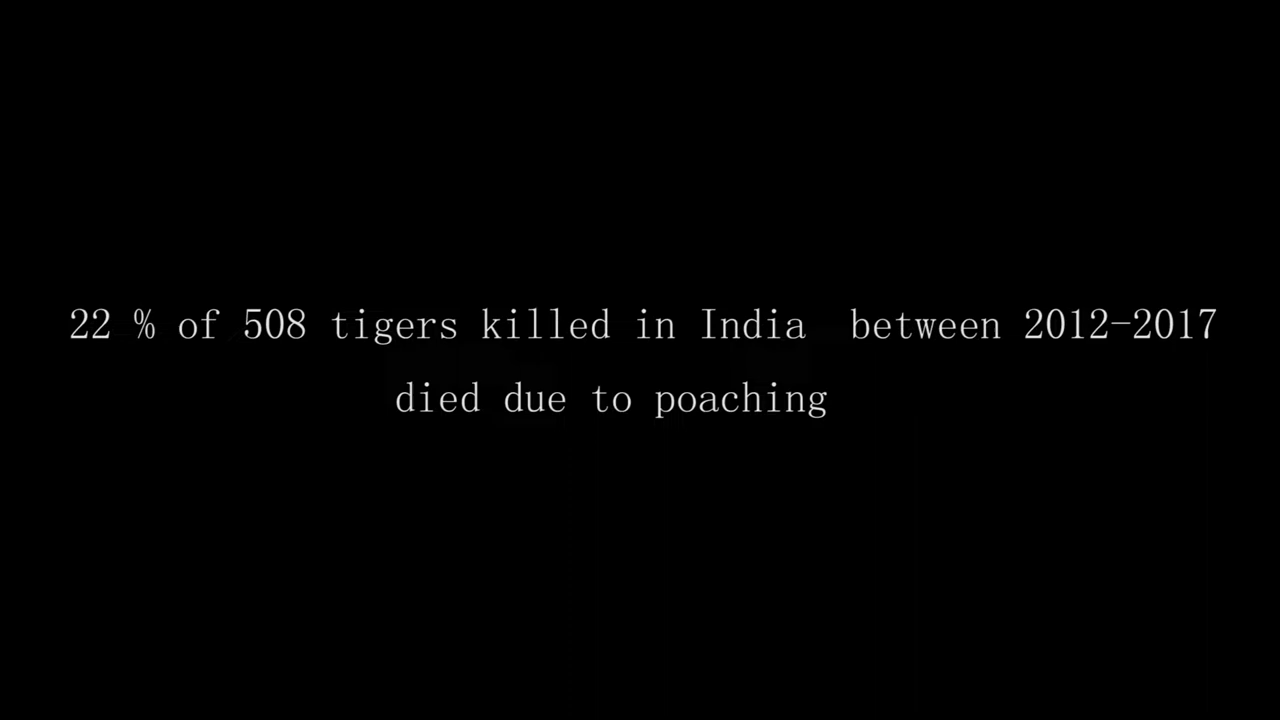 22 % of 508 tigers killed in India  between 2012-2017
died due to poaching